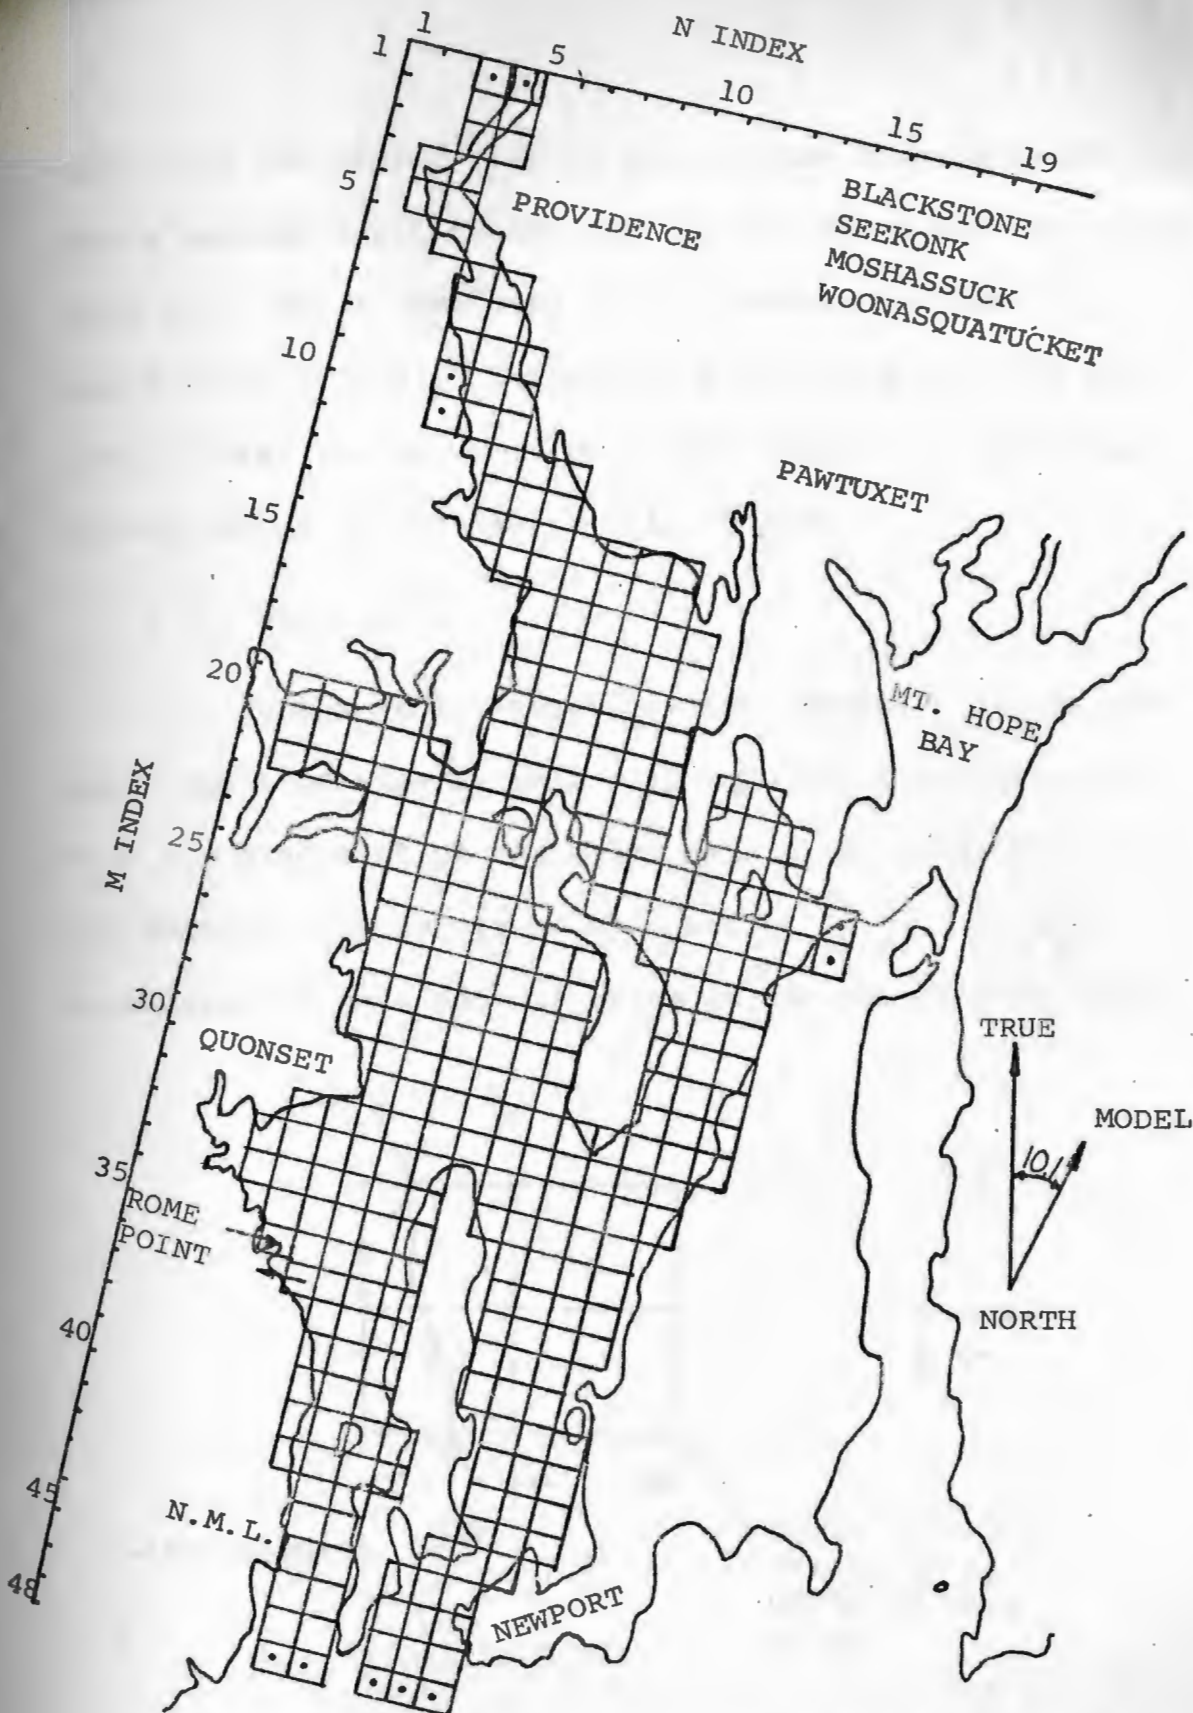 N INDEX
1
5
10
15
19
1
5
10
15
20
25
30
35
40
45
48
M INDEX
PROVIDENCE
BLACKSTONE
SEEKONK
MOSHASSUCK
WOONASQUATUCKET
PAWTUXET
MT. HOPE
BAY
QUONSET
TRUE
MODEL
10.1
NORTH
ROME
POINT
N.M.L.
NEWPORT